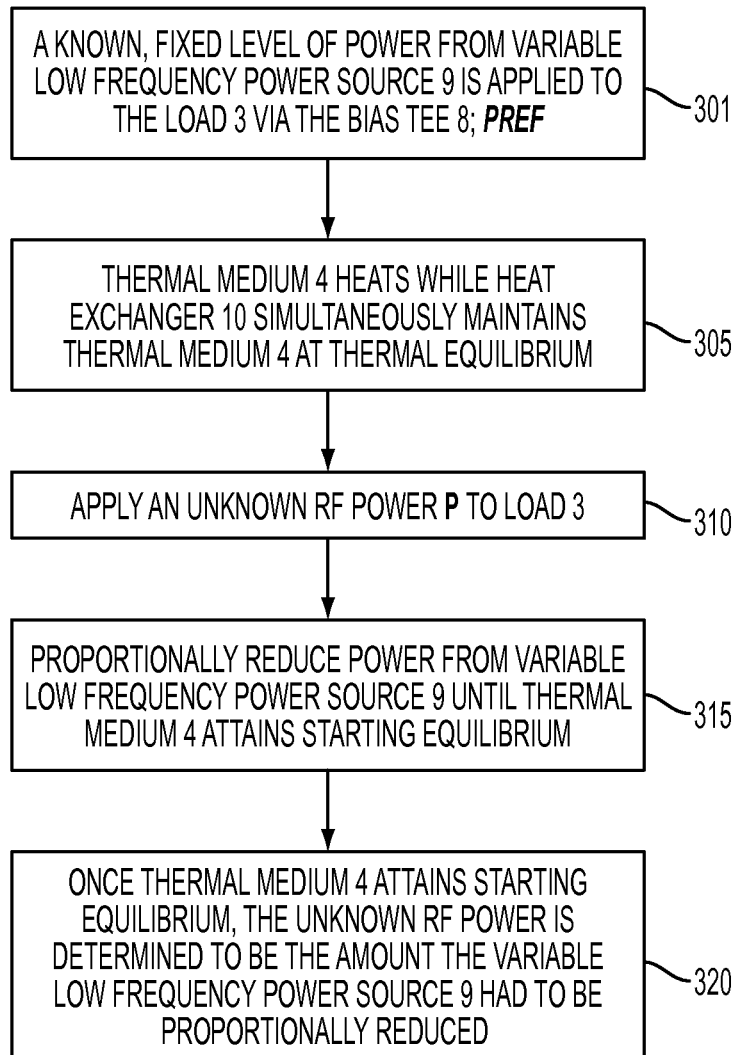 A KNOWN, FIXED LEVEL OF POWER FROM VARIABLE
LOW FREQUENCY POWER SOURCE 9 IS APPLIED TO
THE LOAD 3 VIA THE BIAS TEE 8; PREF
301
THERMAL MEDIUM 4 HEATS WHILE HEAT
EXCHANGER 10 SIMULTANEOUSLY MAINTAINS
THERMAL MEDIUM 4 AT THERMAL EQUILIBRIUM
305
APPLY AN UNKNOWN RF POWER P TO LOAD 3
310
PROPORTIONALLY REDUCE POWER FROM VARIABLE
LOW FREQUENCY POWER SOURCE 9 UNTIL THERMAL
MEDIUM 4 ATTAINS STARTING EQUILIBRIUM
315
ONCE THERMAL MEDIUM 4 ATTAINS STARTING
EQUILIBRIUM, THE UNKNOWN RF POWER IS
DETERMINED TO BE THE AMOUNT THE VARIABLE
LOW FREQUENCY POWER SOURCE 9 HAD TO BE
PROPORTIONALLY REDUCED
320